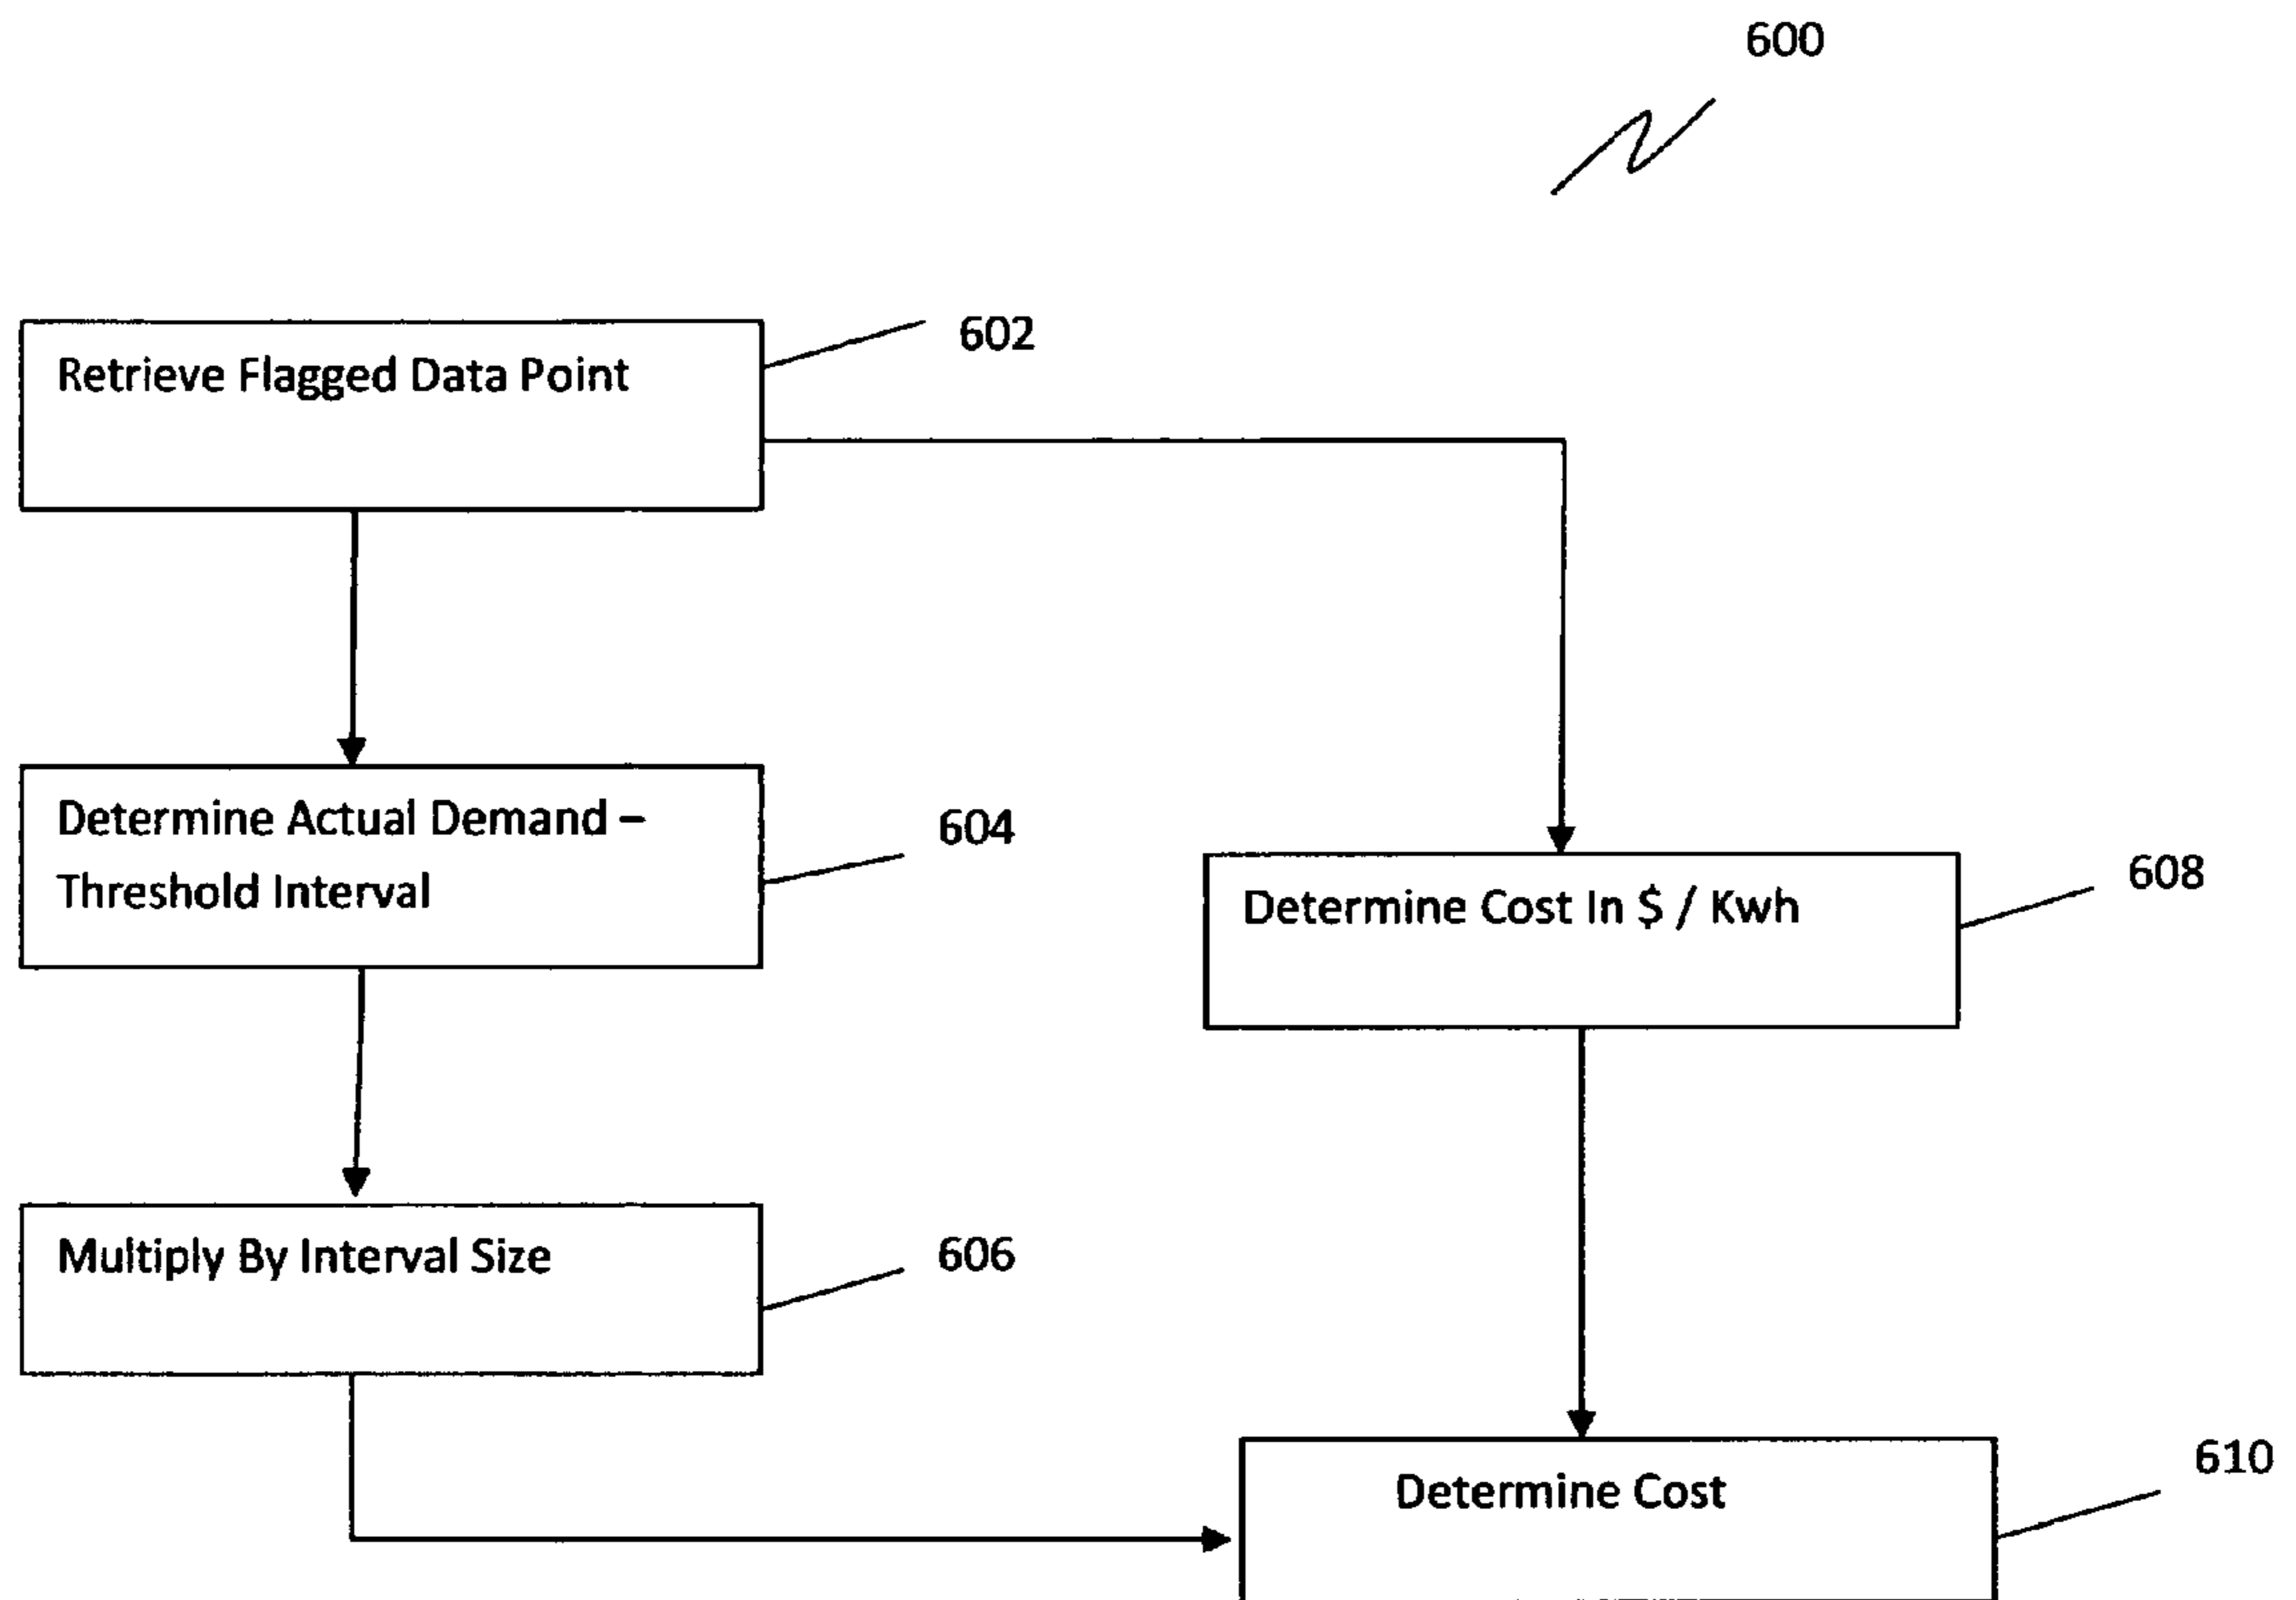 600
602
Retrieve Flagged Data Point
Determine Actual Demand –
604
Threshold Interval
608
Determine Cost In $ / Kwh
Multiply By Interval Size
606
610
Determine Cost